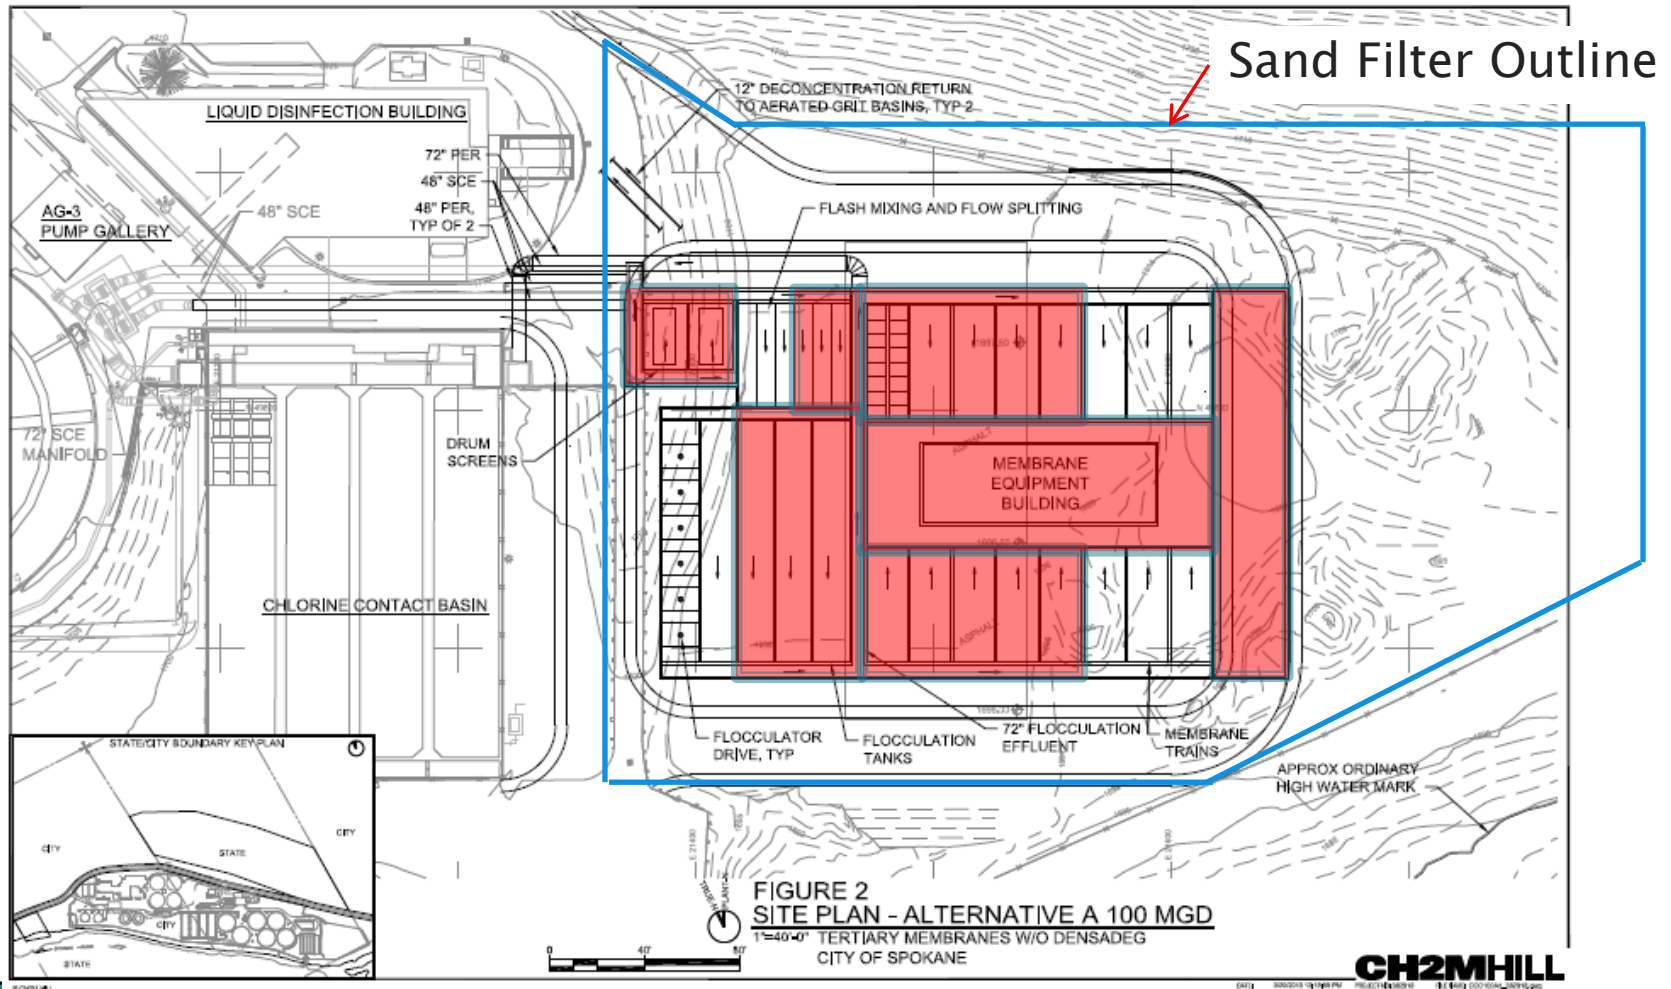 Sand Filter Outline
12" DECONCENTRATION RETURN
TO AERATED GRIT BASINS, TYP 2
LIQUID DISINFECTION BUILDING
72" PER
48" SCE
48" PER,
TYP OF 2
48" SCE
AG-3
PUMP GALLERY
FLASH MIXING AND FLOW SPLITTING
72" SCE
MANIFOLD
DRUM
SCREENS
ASPHALT
MEMBRANE
EQUIPMENT
BUILDING
CHLORINE CONTACT BASIN
ASPHALT
FLOCCULATOR
DRIVE, TYP
FLOCCULATION
TANKS
72" FLOCCULATION
EFFLUENT
MEMBRANE
TRAINS
APPROX ORDINARY
HIGH WATER MARK
STATE/CITY BOUNDARY KEY PLAN
CITY
CITY
STATE
CITY
STATE
TRUE N
PLANT N
FIGURE 2
SITE PLAN - ALTERNATIVE A 100 MGD
1"=40'-0" TERTIARY MEMBRANES W/O DENSADEG
CITY OF SPOKANE
0 40' 80'
CH2MHILL